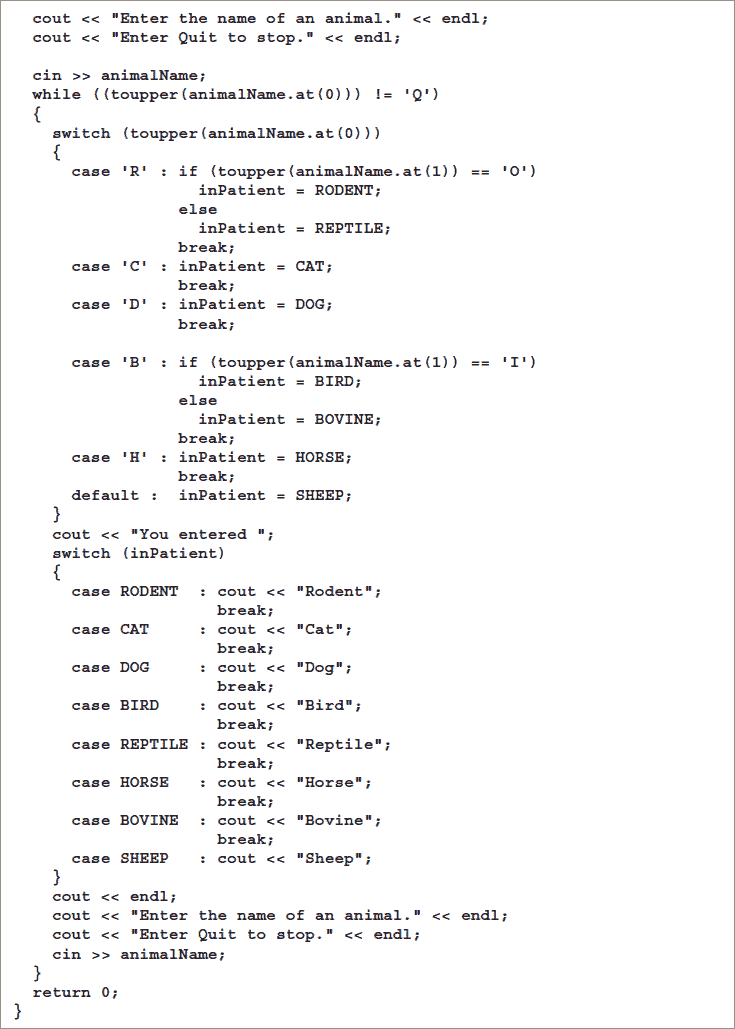 cout << "Enter the name of an animal." << endl;
  cout << "Enter Quit to stop." << endl;

  cin >> animalName;
  while ((toupper(animalName.at(0))) != 'Q')
  {
    switch (toupper(animalName.at(0)))
    {
      case 'R' : if (toupper(animalName.at(1)) == 'O')
                   inPatient = RODENT;
                 else
                   inPatient = REPTILE;
                 break;
      case 'C' : inPatient = CAT;
                 break;
      case 'D' : inPatient = DOG;
                 break;

      case 'B' : if (toupper(animalName.at(1)) == 'I')
                   inPatient = BIRD;
                 else
                   inPatient = BOVINE;
                 break;
      case 'H' : inPatient = HORSE;
                 break;
      default :  inPatient = SHEEP;
    }
    cout << "You entered ";
    switch (inPatient)
    {
      case RODENT  : cout << "Rodent";
                     break;
      case CAT     : cout << "Cat";
                     break;
      case DOG     : cout << "Dog";
                     break;
      case BIRD    : cout << "Bird";
                     break;
      case REPTILE : cout << "Reptile";
                     break;
      case HORSE   : cout << "Horse";
                     break;
      case BOVINE  : cout << "Bovine";
                     break;
      case SHEEP   : cout << "Sheep";
    }
    cout << endl;
    cout << "Enter the name of an animal." << endl;
    cout << "Enter Quit to stop." << endl;
    cin >> animalName;
  }
  return 0;
}